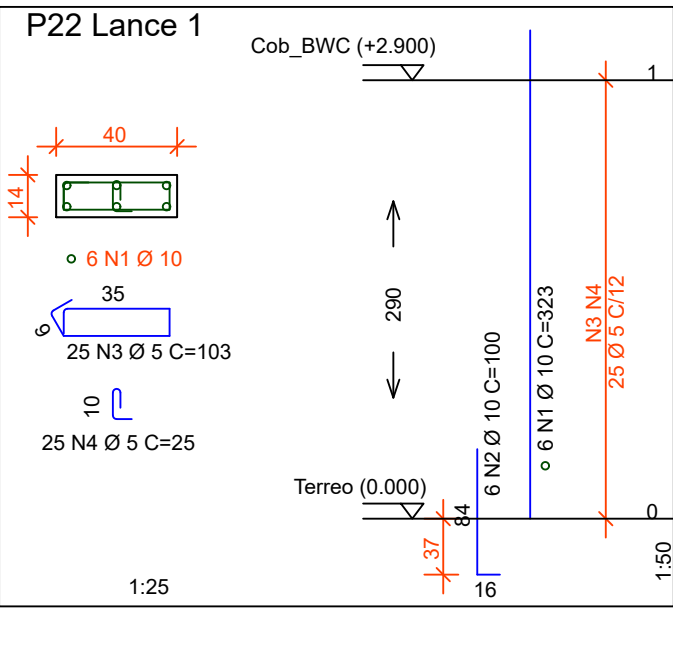 P22 Lance 1
Cob_BWC (+2.900)
1
40
14
6 N1 Ø 10
35
9
25 N3 Ø 5 C=103
10
25 N4 Ø 5 C=25
290
6 N2 Ø 10 C=100
6 N1 Ø 10 C=323
N3 N4
25 Ø 5 C/12
Terreo (0.000)
84
0
37
16
1:25
1:50